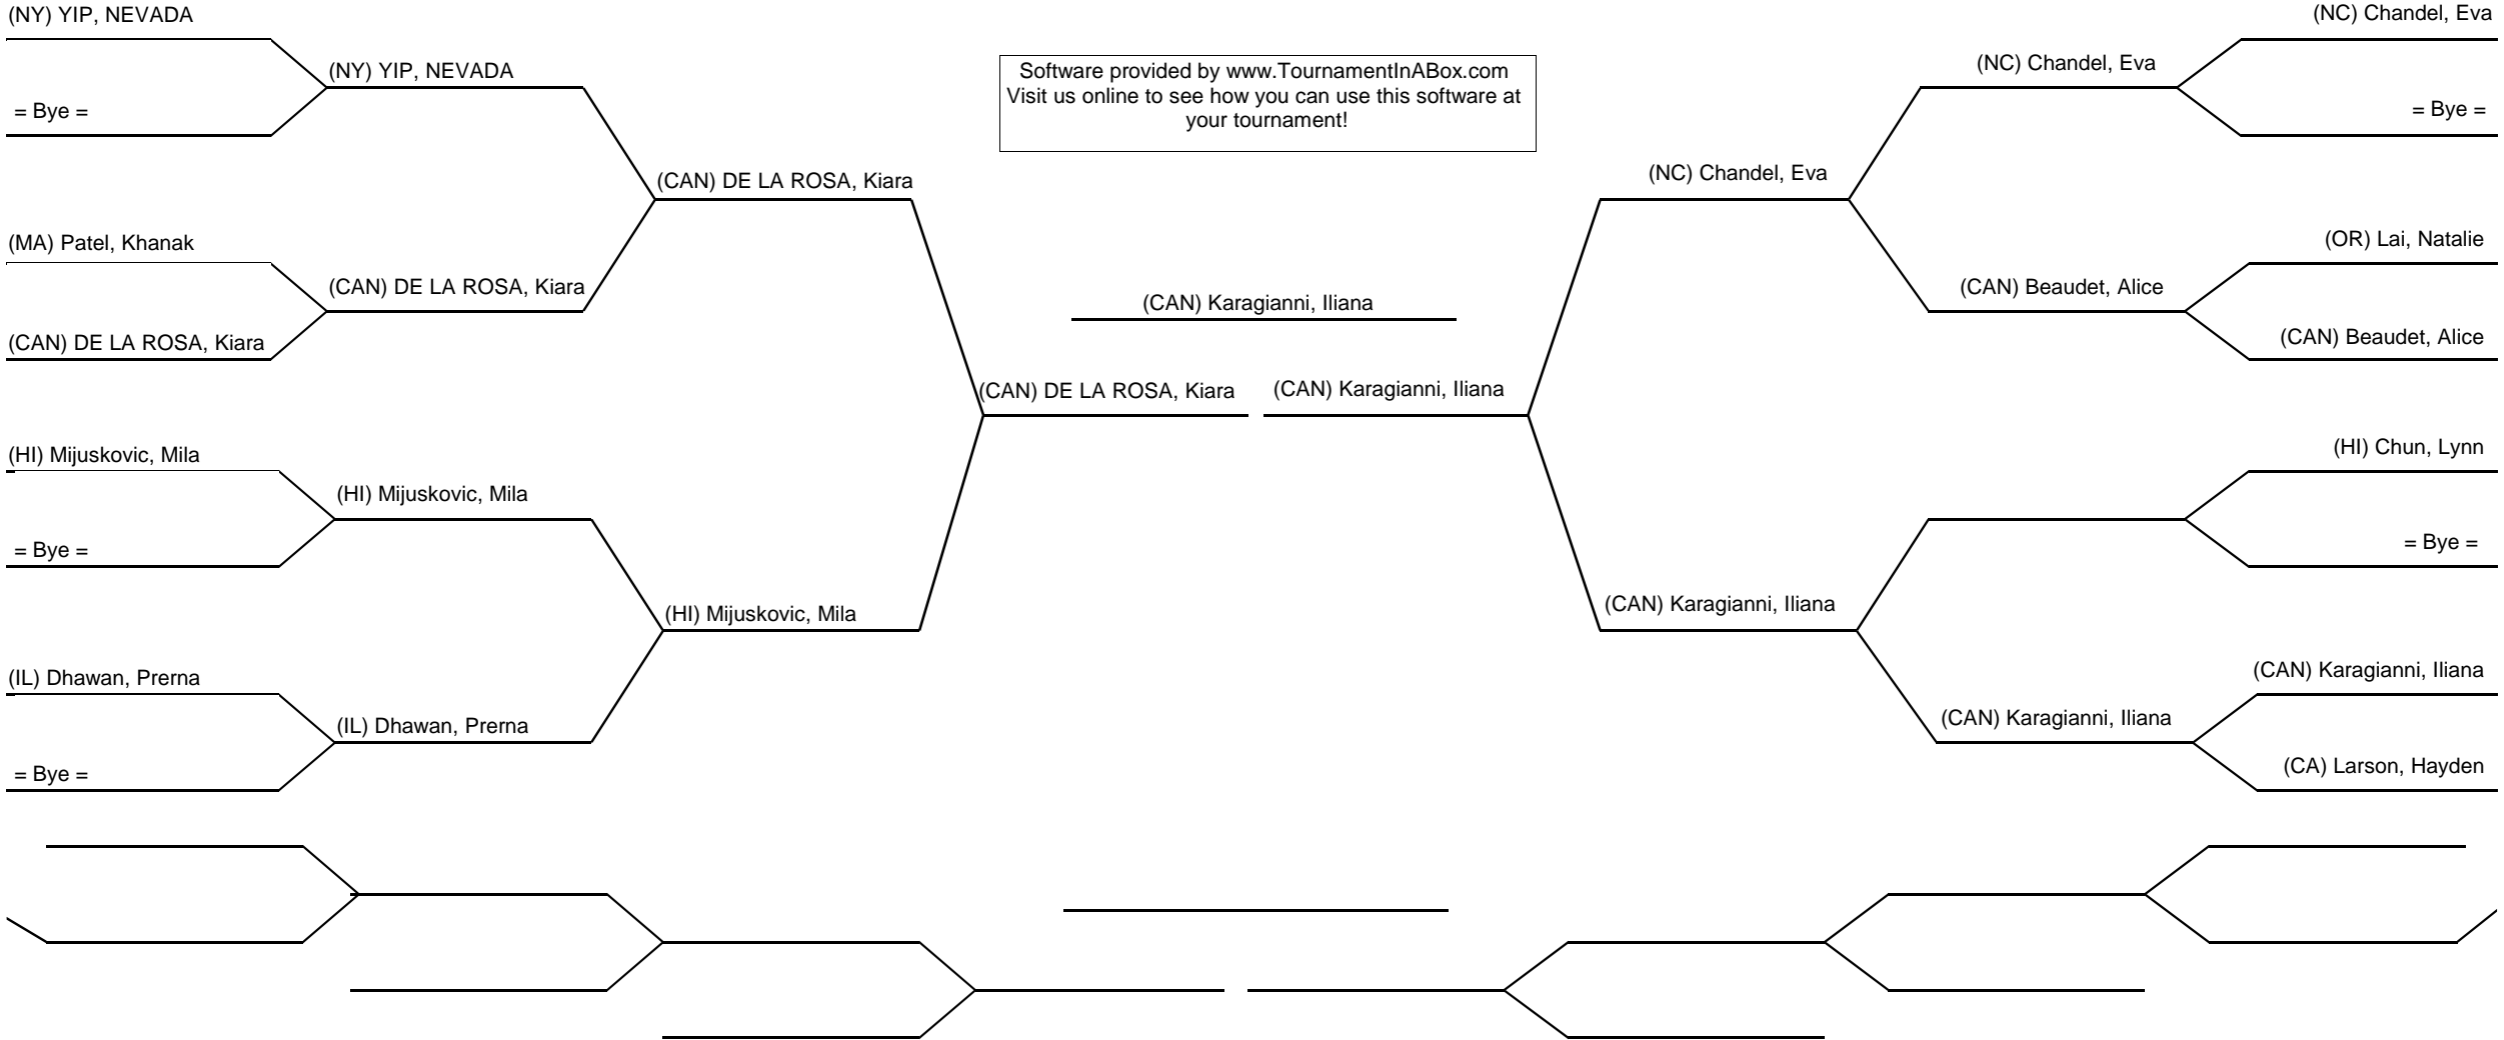 (NY) YIP, NEVADA
= Bye =
(MA) Patel, Khanak
(CAN) DE LA ROSA, Kiara
(HI) Mijuskovic, Mila
= Bye =
(IL) Dhawan, Prerna
= Bye =
(NY) YIP, NEVADA
(CAN) DE LA ROSA, Kiara
(HI) Mijuskovic, Mila
(IL) Dhawan, Prerna
(CAN) DE LA ROSA, Kiara
(HI) Mijuskovic, Mila
(CAN) DE LA ROSA, Kiara
Software provided by www.TournamentInABox.com
Visit us online to see how you can use this software at
your tournament!
(CAN) Karagianni, Iliana
(CAN) Karagianni, Iliana
(NC) Chandel, Eva
(CAN) Karagianni, Iliana
(NC) Chandel, Eva
(CAN) Beaudet, Alice
(CAN) Karagianni, Iliana
(NC) Chandel, Eva
= Bye =
(OR) Lai, Natalie
(CAN) Beaudet, Alice
(HI) Chun, Lynn
= Bye =
(CAN) Karagianni, Iliana
(CA) Larson, Hayden